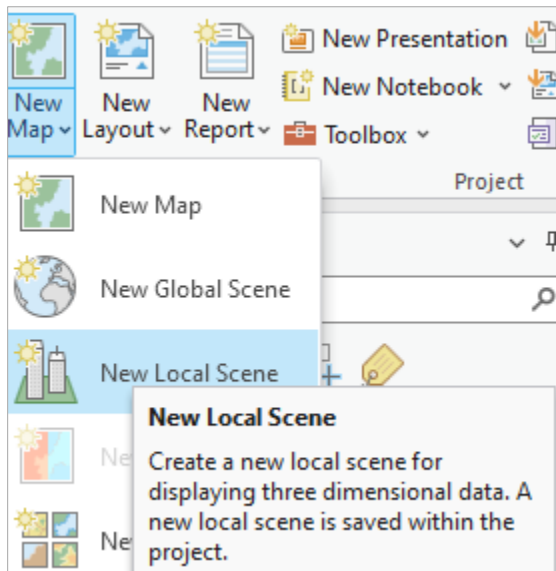 New Map
New Layout
New Report
New Presentation
New Notebook
Toolbox
Project
New Map
New Global Scene
New Local Scene
New Local Scene
Create a new local scene for
displaying three dimensional data. A
new local scene is saved within the
project.